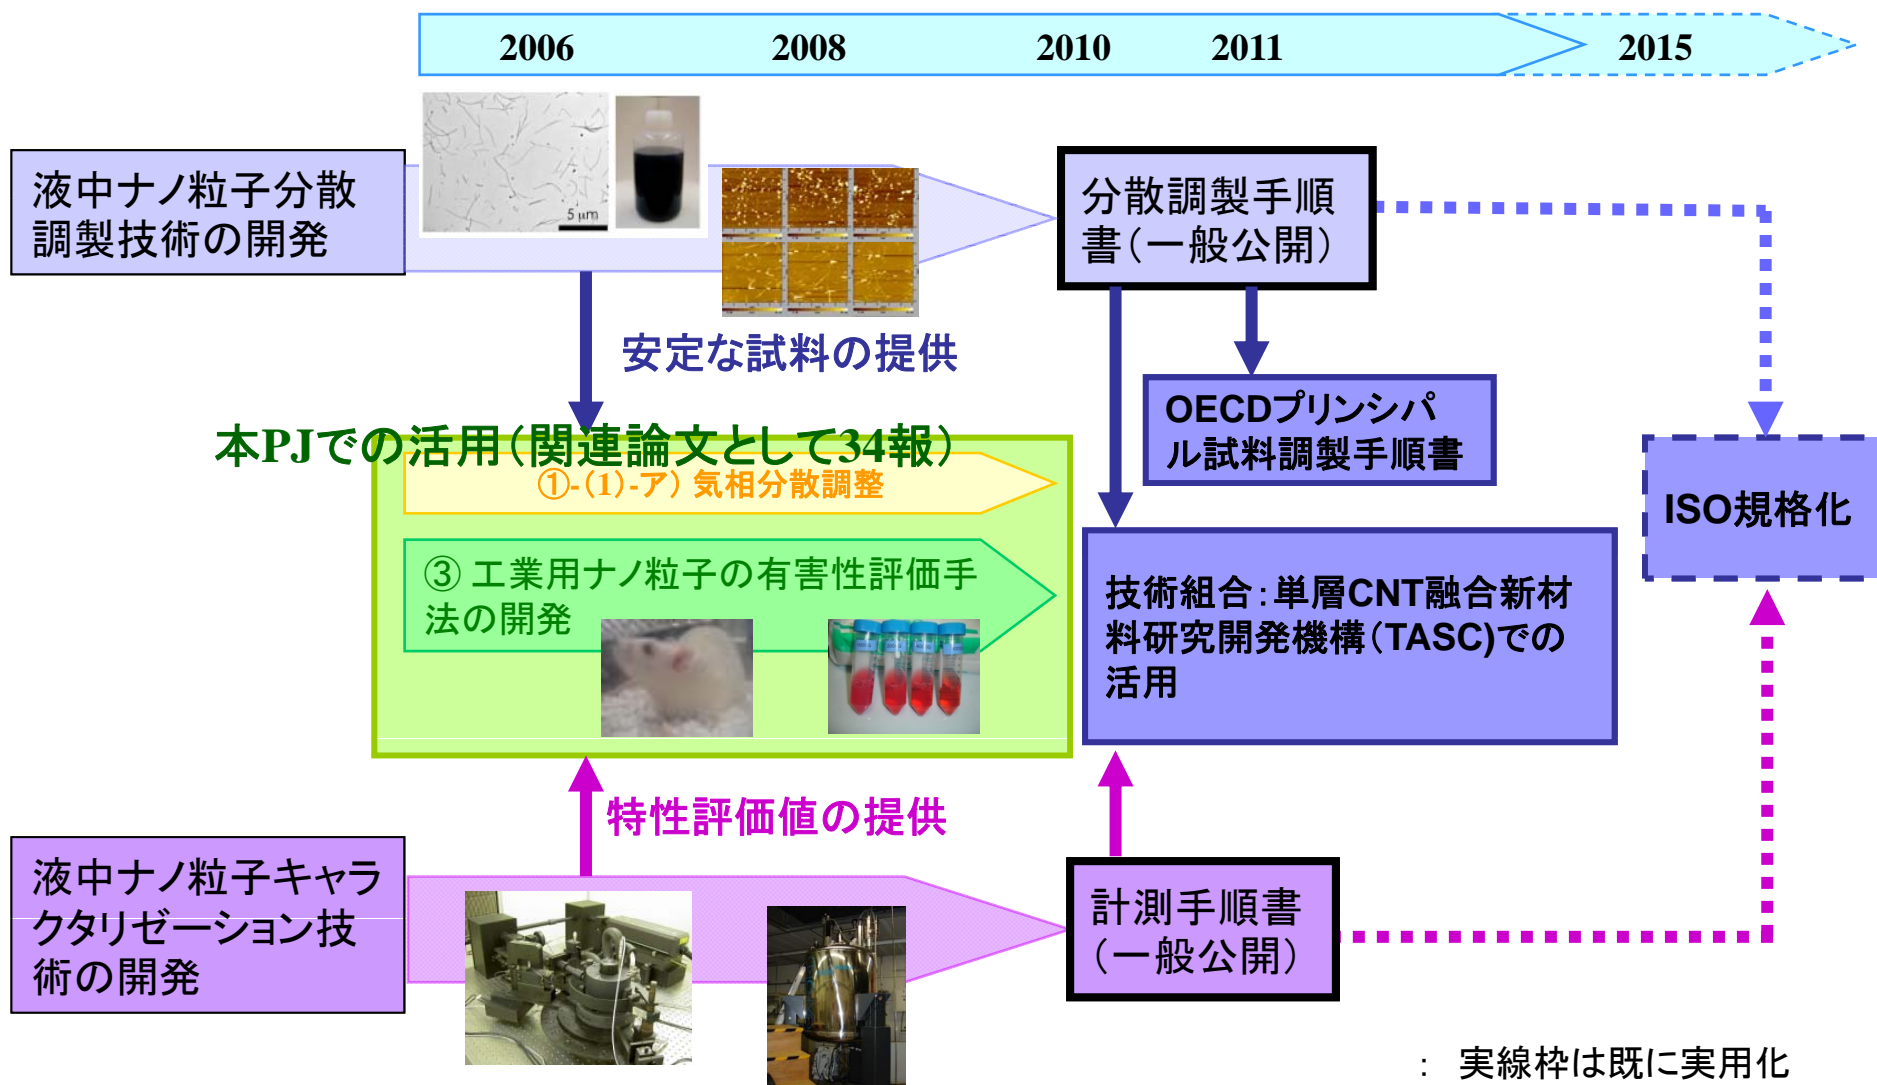 2006 2008 2010 2011 2015
液中ナノ粒子分散
調製技術の開発
5 μm
分散調製手順
書（一般公開）
安定な試料の提供
OECDプリンシパ
ル試料調製手順書
本PJでの活用（関連論文として34報）
①-(1)-ア）気相分散調整
ISO規格化
③ 工業用ナノ粒子の有害性評価手
法の開発
技術組合：単層CNT融合新材
料研究開発機構（TASC)での
活用
特性評価値の提供
液中ナノ粒子キャラ
クタリゼーション技
術の開発
計測手順書
（一般公開）
： 実線枠は既に実用化